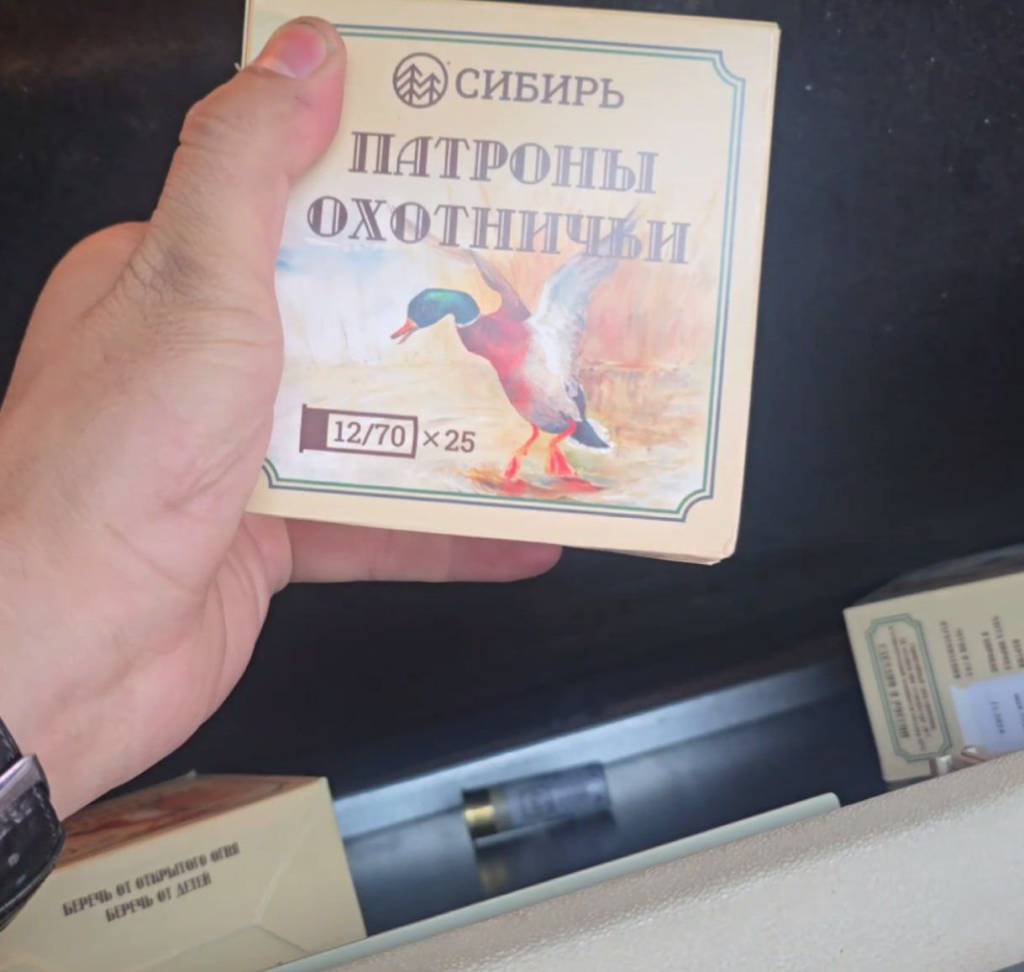 СИБИРЬ
ПАТРОНЫ
ОХОТНИЧЬИ
12/70 ×25
БЕРЕЧЬ ОТ ОТКРЫТОГО ОГНЯ
БЕРЕЧЬ ОТ ДЕТЕЙ